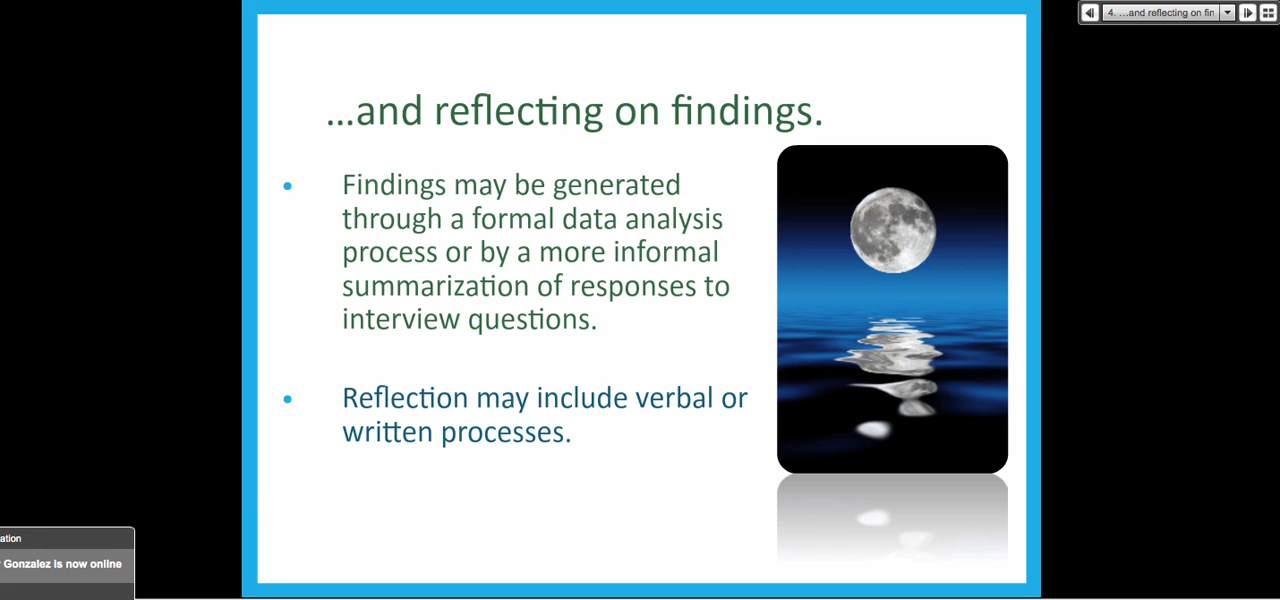 4. ...and reflecting on fin
...and reflecting on findings.
• Findings may be generated
through a formal data analysis
process or by a more informal
summarization of responses to
interview questions.
• Reflection may include verbal or
written processes.
ation
Gonzalez is now online